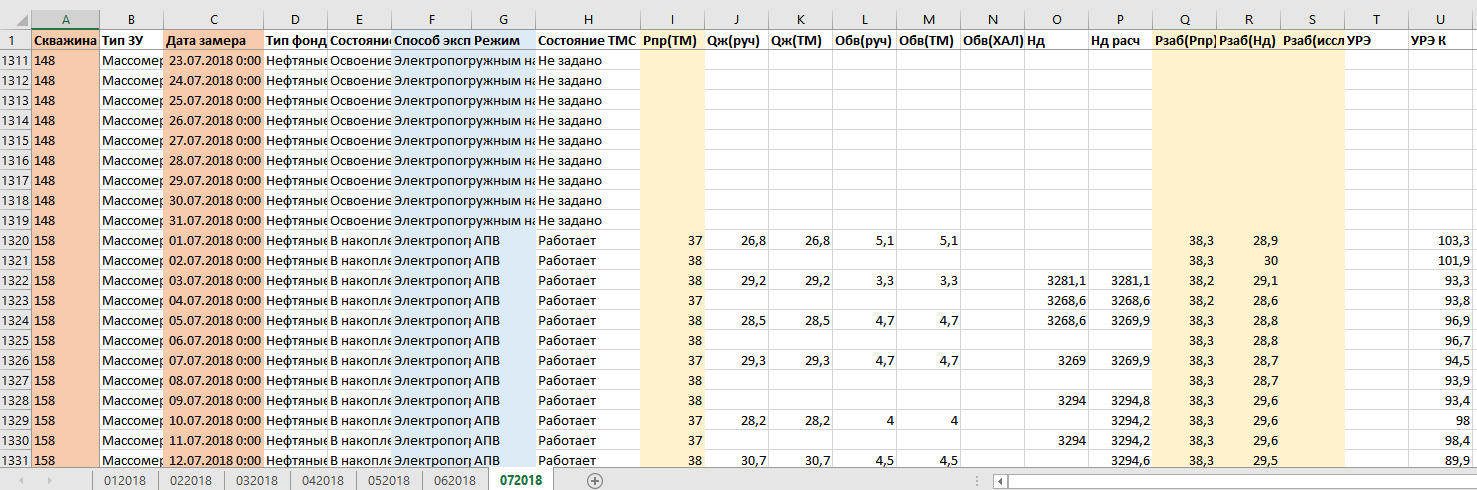 A B C D E F G H I J K L M N O P Q R S T U
1 Скважина Тип ЗУ Дата замера Тип фонд Состояние Способ эксп Режим Состояние ТМС Рпр(ТМ) Qж(руч) Qж(ТМ) Обв(руч) Обв(ТМ) Обв(ХАЛ) Нд Нд расч Рзаб(Рпр) Рзаб(Нд) Рзаб(иссл УРЭ УРЭ К
1311 148 Массомер 23.07.2018 0:00 Нефтяные Освоение Электропогружным на Не задано
1312 148 Массомер 24.07.2018 0:00 Нефтяные Освоение Электропогружным на Не задано
1313 148 Массомер 25.07.2018 0:00 Нефтяные Освоение Электропогружным на Не задано
1314 148 Массомер 26.07.2018 0:00 Нефтяные Освоение Электропогружным на Не задано
1315 148 Массомер 27.07.2018 0:00 Нефтяные Освоение Электропогружным на Не задано
1316 148 Массомер 28.07.2018 0:00 Нефтяные Освоение Электропогружным на Не задано
1317 148 Массомер 29.07.2018 0:00 Нефтяные Освоение Электропогружным на Не задано
1318 148 Массомер 30.07.2018 0:00 Нефтяные Освоение Электропогружным на Не задано
1319 148 Массомер 31.07.2018 0:00 Нефтяные Освоение Электропогружным на Не задано
1320 158 Массомер 01.07.2018 0:00 Нефтяные В накопле Электропогр АПВ Работает 37 26,8 26,8 5,1 5,1 38,3 28,9 103,3
1321 158 Массомер 02.07.2018 0:00 Нефтяные В накопле Электропогр АПВ Работает 38 38,3 30 101,9
1322 158 Массомер 03.07.2018 0:00 Нефтяные В накопле Электропогр АПВ Работает 38 29,2 29,2 3,3 3,3 3281,1 3281,1 38,2 29,1 93,3
1323 158 Массомер 04.07.2018 0:00 Нефтяные В накопле Электропогр АПВ Работает 37 3268,6 3268,6 38,2 28,6 93,8
1324 158 Массомер 05.07.2018 0:00 Нефтяные В накопле Электропогр АПВ Работает 38 28,5 28,5 4,7 4,7 3268,6 3269,9 38,3 28,8 96,9
1325 158 Массомер 06.07.2018 0:00 Нефтяные В накопле Электропогр АПВ Работает 38 38,3 28,8 96,7
1326 158 Массомер 07.07.2018 0:00 Нефтяные В накопле Электропогр АПВ Работает 37 29,3 29,3 4,7 4,7 3269 3269,9 38,3 28,7 94,5
1327 158 Массомер 08.07.2018 0:00 Нефтяные В накопле Электропогр АПВ Работает 38 38,3 28,7 93,9
1328 158 Массомер 09.07.2018 0:00 Нефтяные В накопле Электропогр АПВ Работает 38 3294 3294,8 38,3 29,6 93,4
1329 158 Массомер 10.07.2018 0:00 Нефтяные В накопле Электропогр АПВ Работает 37 28,2 28,2 4 4 3294,2 38,3 29,6 98
1330 158 Массомер 11.07.2018 0:00 Нефтяные В накопле Электропогр АПВ Работает 37 3294 3294,2 38,3 29,6 98,4
1331 158 Массомер 12.07.2018 0:00 Нефтяные В накопле Электропогр АПВ Работает 38 30,7 30,7 4,5 4,5 3294,6 38,3 29,5 89,9
012018 022018 032018 042018 052018 062018 072018